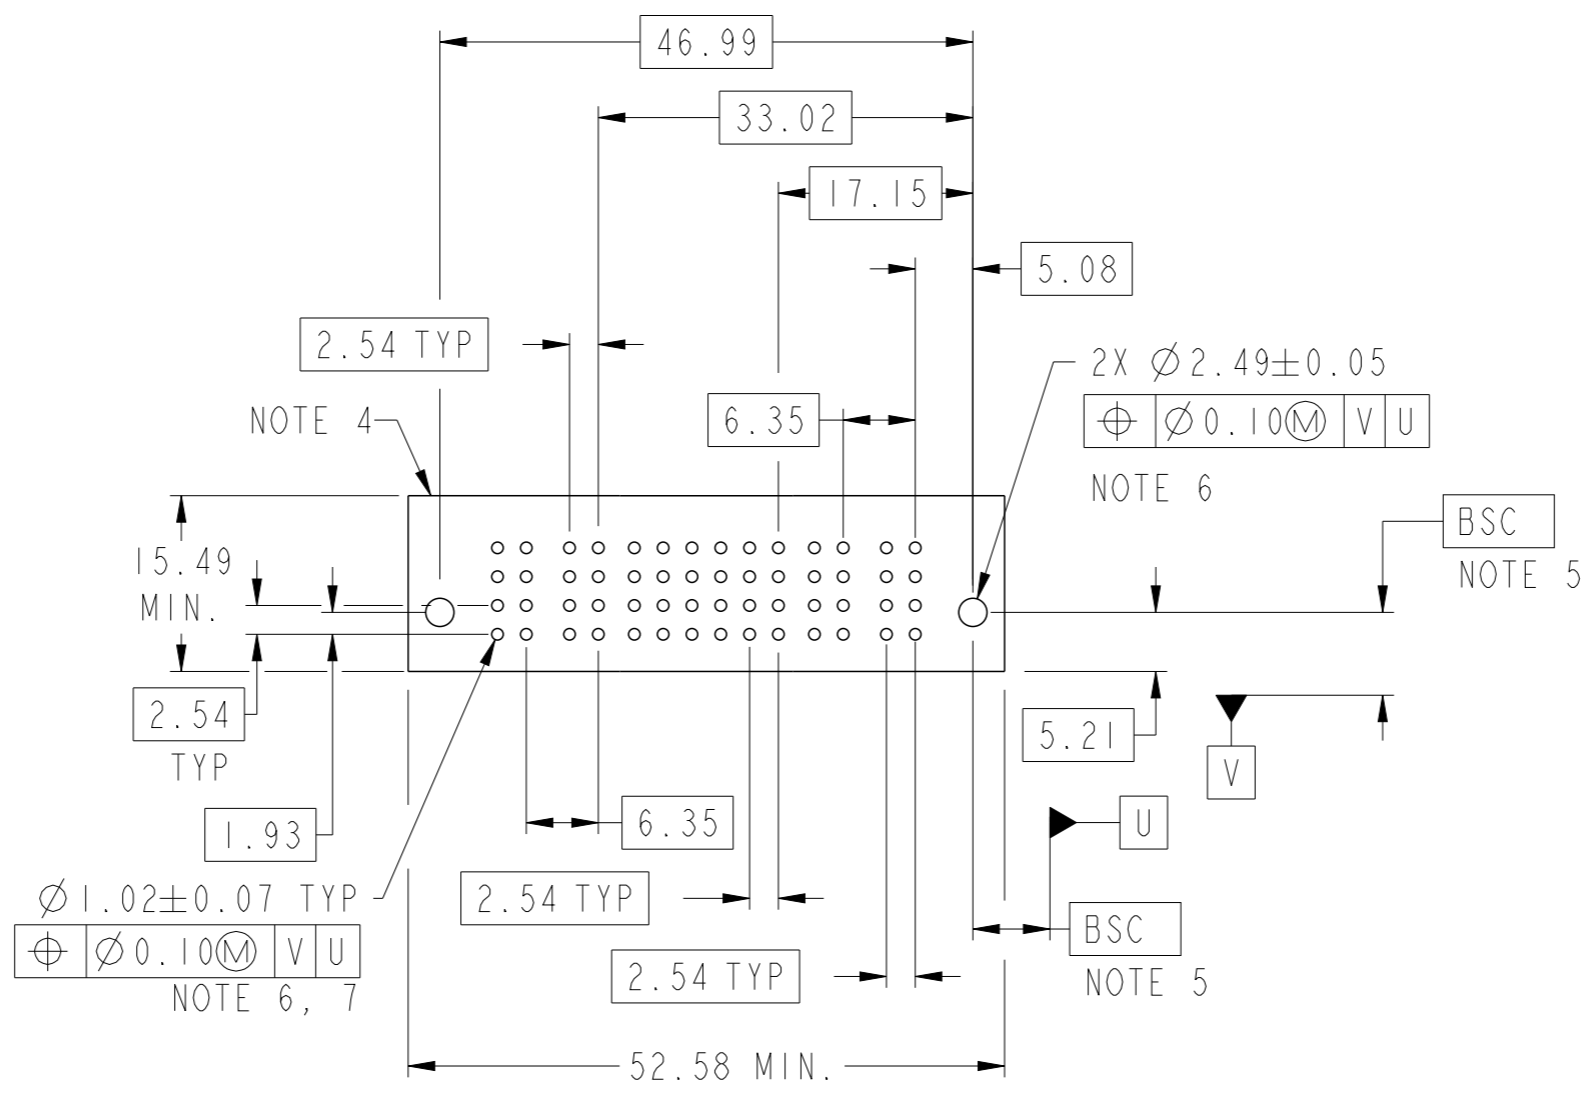 46.99
33.02
17.15
5.08
2.54 TYP
2X ∅2.49±0.05
⌖ ∅0.10Ⓜ V U
NOTE 6
6.35
NOTE 4
BSC
NOTE 5
15.49
MIN.
2.54
TYP
5.21
V
1.93
6.35
U
∅1.02±0.07 TYP
⌖ ∅0.10Ⓜ V U
NOTE 6, 7
2.54 TYP
BSC
NOTE 5
2.54 TYP
52.58 MIN.